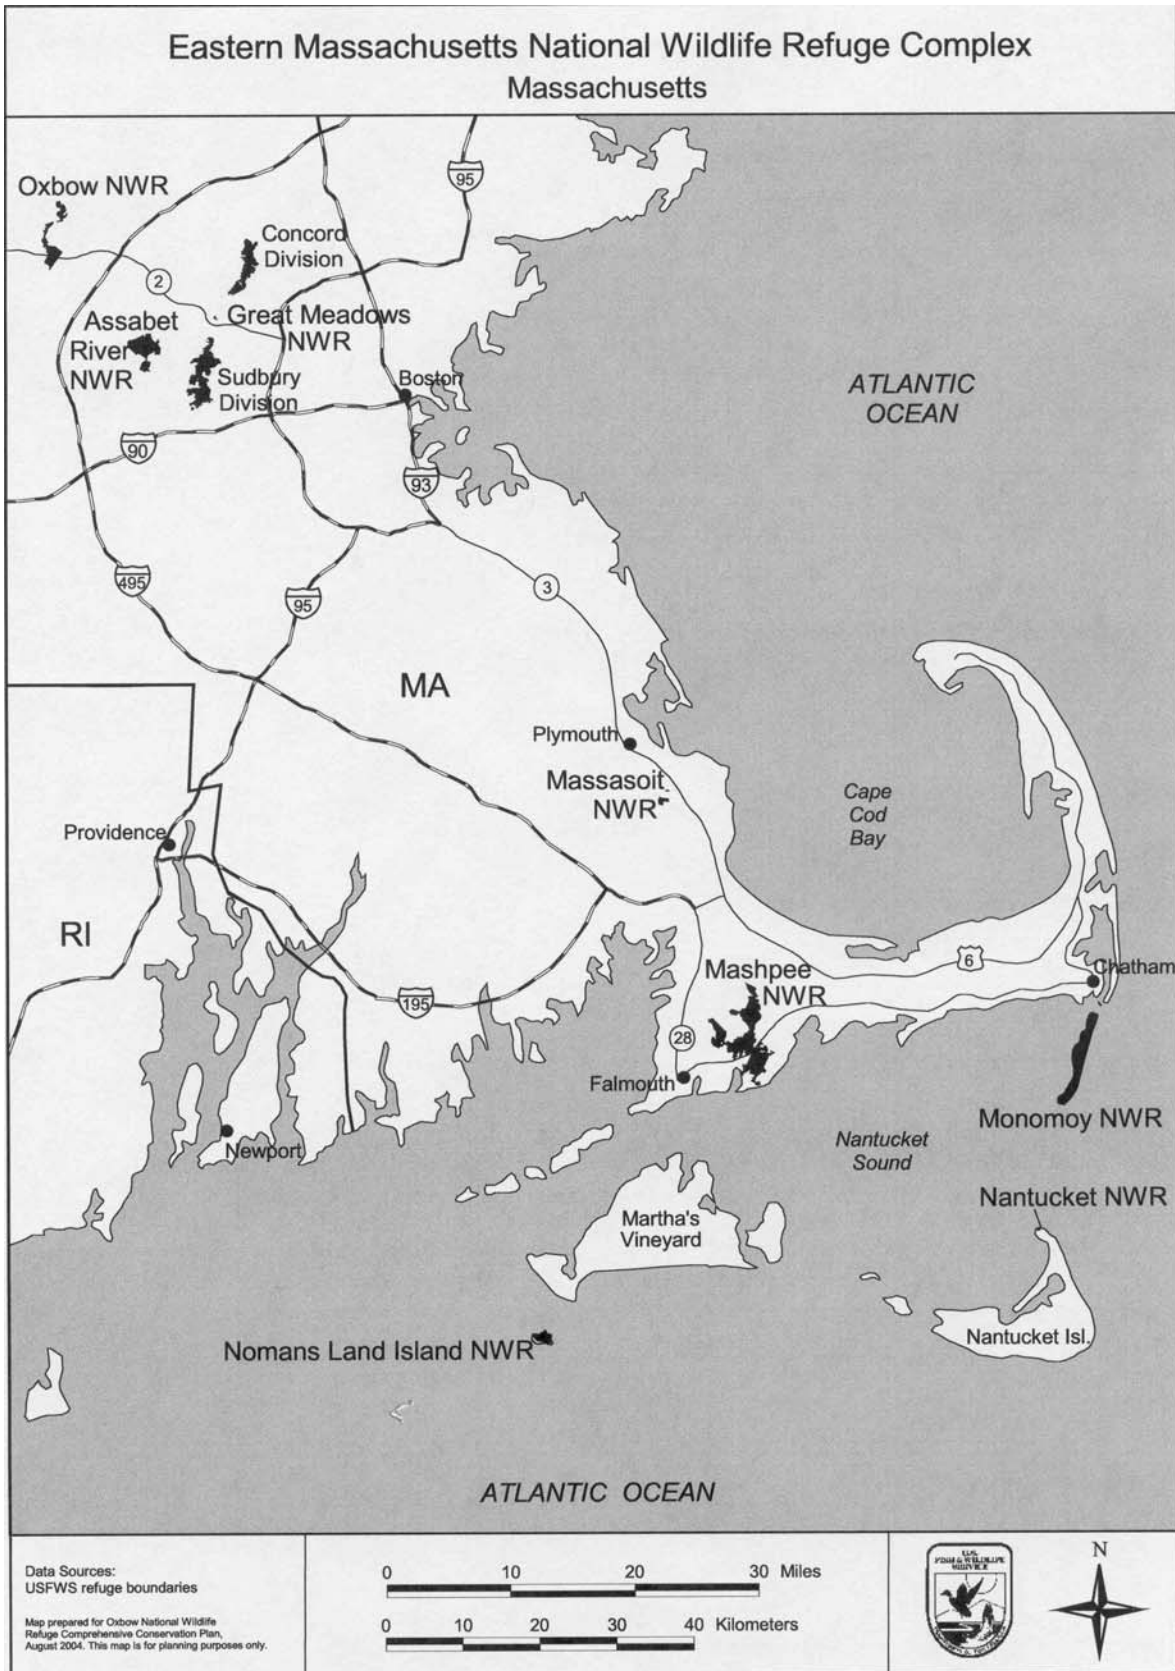 Eastern Massachusetts National Wildlife Refuge Complex
Massachusetts
95
Oxbow NWR
Concord
Division
2
Great Meadows
NWR
Assabet
River
NWR
Sudbury
Division
Boston
ATLANTIC
OCEAN
90
93
495
95
3
MA
Plymouth
Massasoit
NWR
Cape
Cod
Bay
Providence
RI
6
Chatham
Mashpee
NWR
195
28
Falmouth
Monomoy NWR
Newport
Nantucket
Sound
Nantucket NWR
Martha's
Vineyard
Nantucket Isl.
Nomans Land Island NWR
ATLANTIC OCEAN
Data Sources:
USFWS refuge boundaries
Map prepared for Oxbow National Wildlife
Refuge Comprehensive Conservation Plan,
August 2004. This map is for planning purposes only.
0 10 20 30 Miles
0 10 20 30 40 Kilometers
U.S.
FISH & WILDLIFE
SERVICE
N